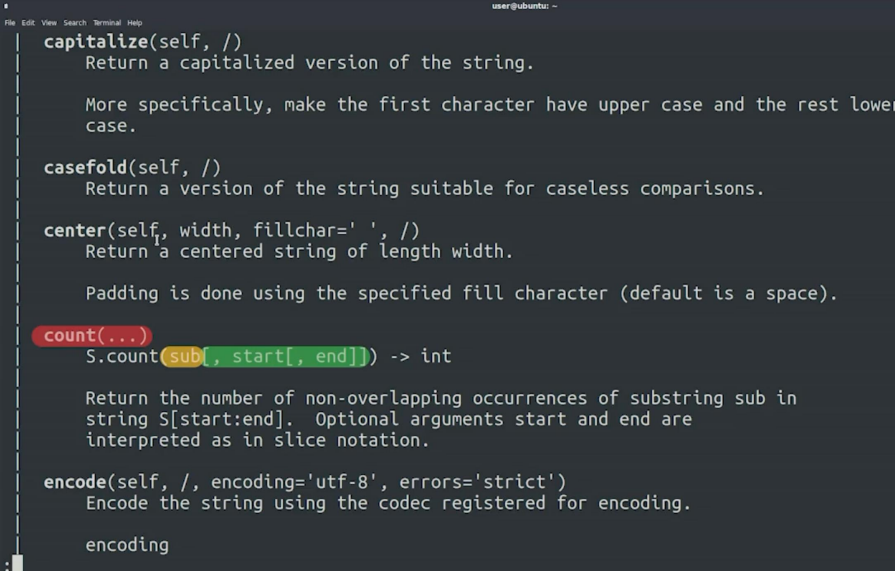 user@ubuntu: ~
File Edit View Search Terminal Help
| capitalize(self, /)
|     Return a capitalized version of the string.
|
|     More specifically, make the first character have upper case and the rest lowe
|     case.
|
| casefold(self, /)
|     Return a version of the string suitable for caseless comparisons.
|
| center(self, width, fillchar=' ', /)
|     Return a centered string of length width.
|
|     Padding is done using the specified fill character (default is a space).
|
| count(...)
|     S.count(sub[, start[, end]]) -> int
|
|     Return the number of non-overlapping occurrences of substring sub in
|     string S[start:end].  Optional arguments start and end are
|     interpreted as in slice notation.
|
| encode(self, /, encoding='utf-8', errors='strict')
|     Encode the string using the codec registered for encoding.
|
|     encoding
: